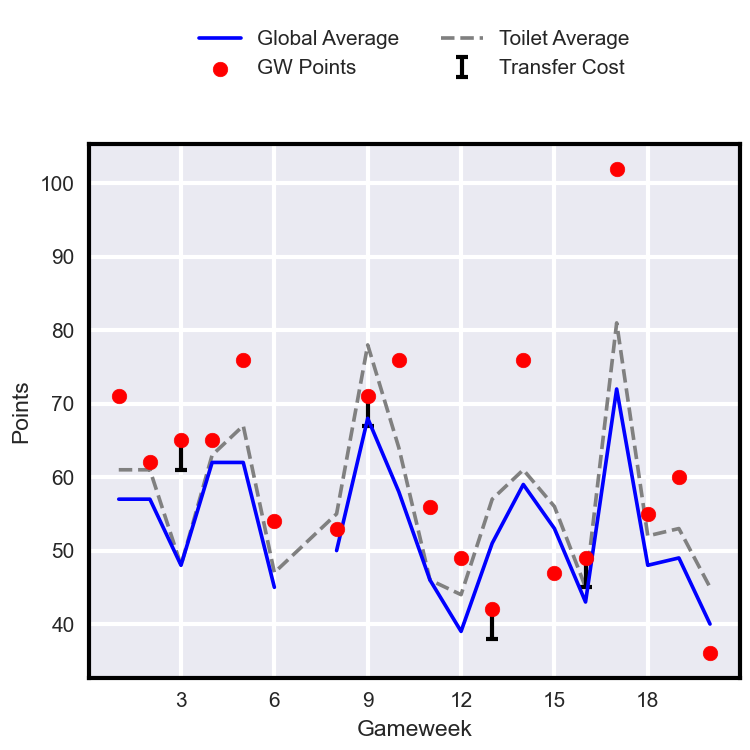 Global Average
Toilet Average
GW Points
Transfer Cost
100
90
80
70
60
50
40
Points
3
6
9
12
15
18
Gameweek